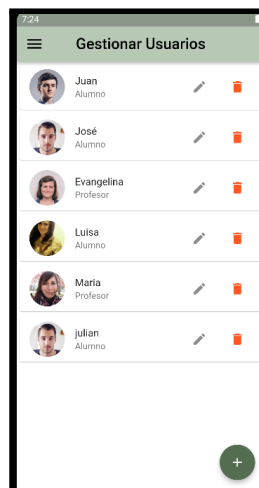 7:24
Gestionar Usuarios
Juan
Alumno
José
Alumno
Evangelina
Profesor
Luisa
Alumno
Maria
Profesor
julian
Alumno
+